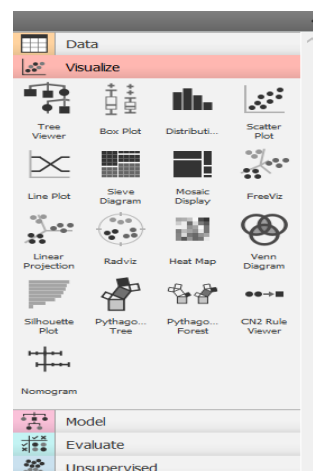 Data
Visualize
Tree
Viewer
Box Plot
Distributi...
Scatter
Plot
Line Plot
Sieve
Diagram
Mosaic
Display
FreeViz
Linear
Projection
Radviz
Heat Map
Venn
Diagram
Silhouette
Plot
Pythago...
Tree
Pythago...
Forest
CN2 Rule
Viewer
Nomogram
Model
Evaluate
Unsupervised